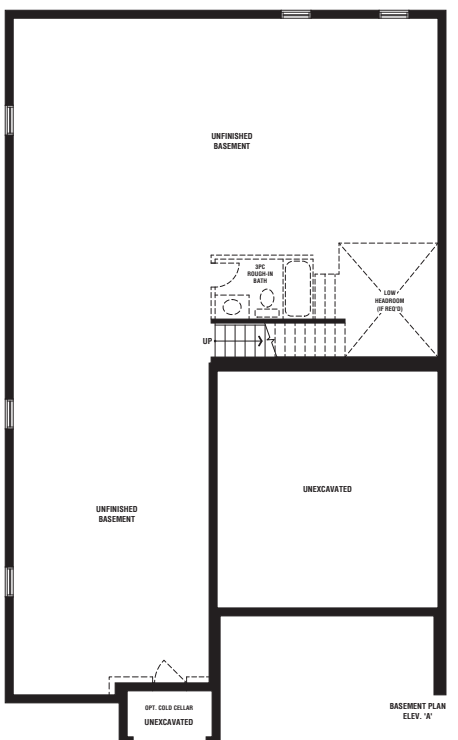 UNFINISHED
BASEMENT
3PC
ROUGH-IN
BATH
LOW
HEADROOM
(IF REQ'D)
UP
UNEXCAVATED
UNFINISHED
BASEMENT
OPT. COLD CELLAR
UNEXCAVATED
BASEMENT PLAN
ELEV. 'A'